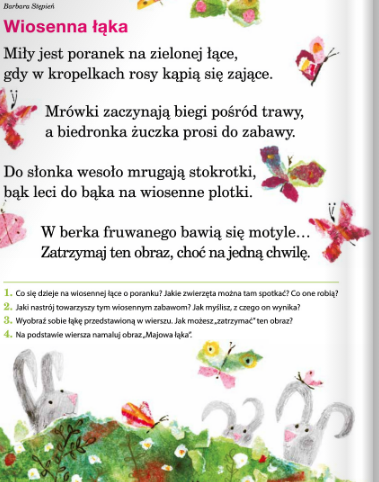 Barbara Stępień
Wiosenna łąka
Miły jest poranek na zielonej łące,
gdy w kropelkach rosy kąpią się zające.
Mrówki zaczynają biegi pośród trawy,
a biedronka żuczka prosi do zabawy.
Do słonka wesoło mrugają stokrotki,
bąk leci do bąka na wiosenne plotki.
W berka fruwanego bawią się motyle...
Zatrzymaj ten obraz, choć na jedną chwilę.
1. Co się dzieje na wiosennej łące o poranku? Jakie zwierzęta można tam spotkać? Co one robią?
2. Jaki nastrój towarzyszy tym wiosennym zabawom? Jak myślisz, z czego on wynika?
3. Wyobraź sobie łąkę przedstawioną w wierszu. Jak możesz „zatrzymać” ten obraz?
4. Na podstawie wiersza namaluj obraz „Majowa łąka”.